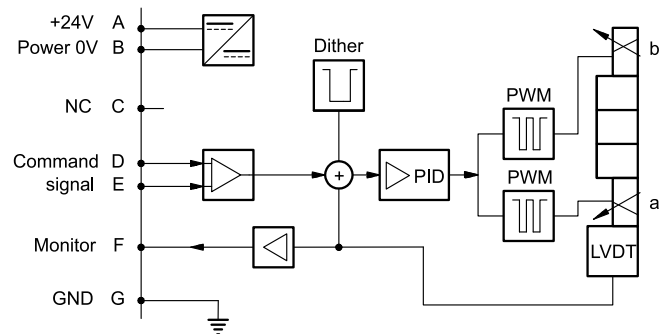 +24V A
Power 0V B
Dither
b
PWM
NC C
Command D
signal E
+
PID
PWM
a
Monitor F
LVDT
GND G